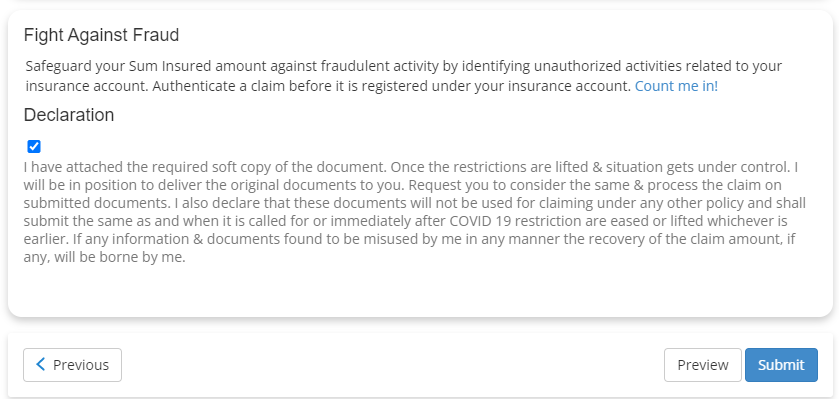 Fight Against Fraud
Safeguard your Sum Insured amount against fraudulent activity by identifying unauthorized activities related to your
insurance account. Authenticate a claim before it is registered under your insurance account. Count me in!
Declaration
I have attached the required soft copy of the document. Once the restrictions are lifted & situation gets under control. I
will be in position to deliver the original documents to you. Request you to consider the same & process the claim on
submitted documents. I also declare that these documents will not be used for claiming under any other policy and shall
submit the same as and when it is called for or immediately after COVID 19 restriction are eased or lifted whichever is
earlier. If any information & documents found to be misused by me in any manner the recovery of the claim amount, if
any, will be borne by me.
Previous
Preview
Submit